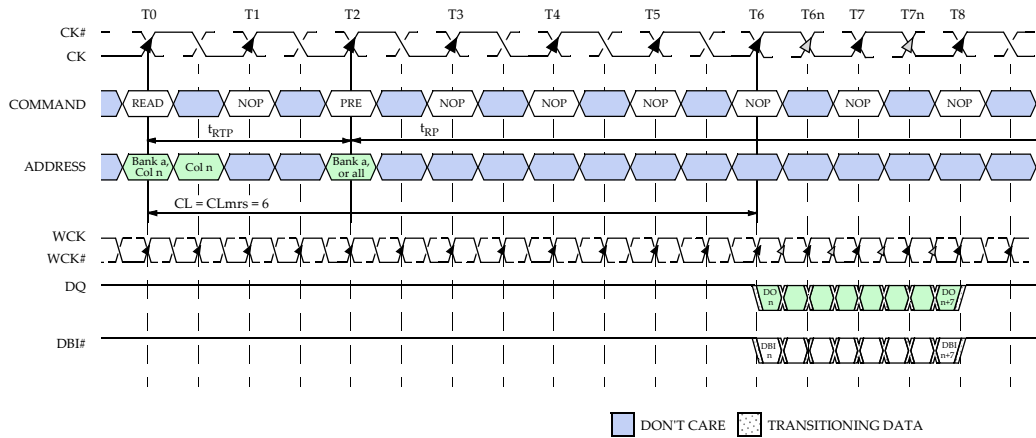 T0 T1 T2 T3 T4 T5 T6 T6n T7 T7n T8
CK#
CK
COMMAND READ NOP PRE NOP NOP NOP NOP NOP NOP
tRTP tRP
ADDRESS Bank a, Col n Col n Bank a, or all
CL = CLmrs = 6
WCK
WCK#
DQ DO n DO n+7
DBI# DBI n DBI n+7
DON'T CARE TRANSITIONING DATA